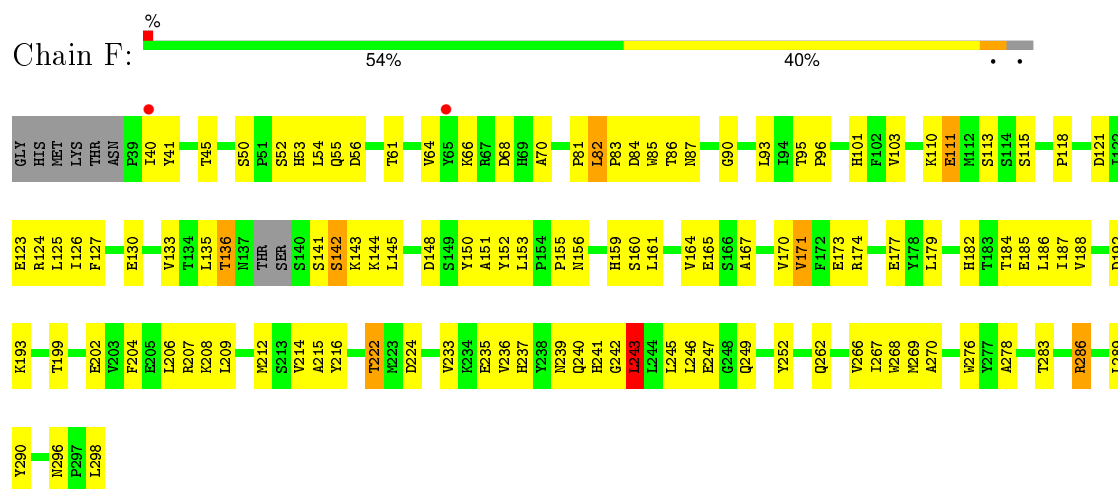 %
Chain F:
54% 40% • •
GLY HIS MET LYS THR ASN P39 I40 Y41 T45 S50 P51 S52 H53 L54 Q55 D56 T61 V64 Y65 K66 R67 D68 H69 A70 P81 L82 P83 D84 W85 T86 N87 G90 L93 I94 T95 P96 H101 F102 V103 K110 E111 M112 S113 S114 S115 P118 D121 I122
E123 R124 L125 I126 F127 E130 V133 T134 L135 T136 N137 THR SER S140 S141 S142 K143 K144 L145 D148 S149 Y150 A151 Y152 L153 P154 P155 N156 H159 S160 L161 V164 E165 S166 A167 V170 V171 F172 E173 R174 E177 Y178 L179 H182 T183 T184 E185 L186 I187 V188 D192
K193 T199 E202 V203 F204 E205 L206 R207 K208 L209 M212 S213 V214 A215 Y216 T222 M223 D224 V233 K234 E235 V236 H237 Y238 N239 Q240 H241 G242 L243 L244 L245 L246 E247 G248 Q249 Y252 Q262 V266 I267 W268 M269 A270 W276 Y277 A278 T283 R286 L289
Y290 N296 P297 L298